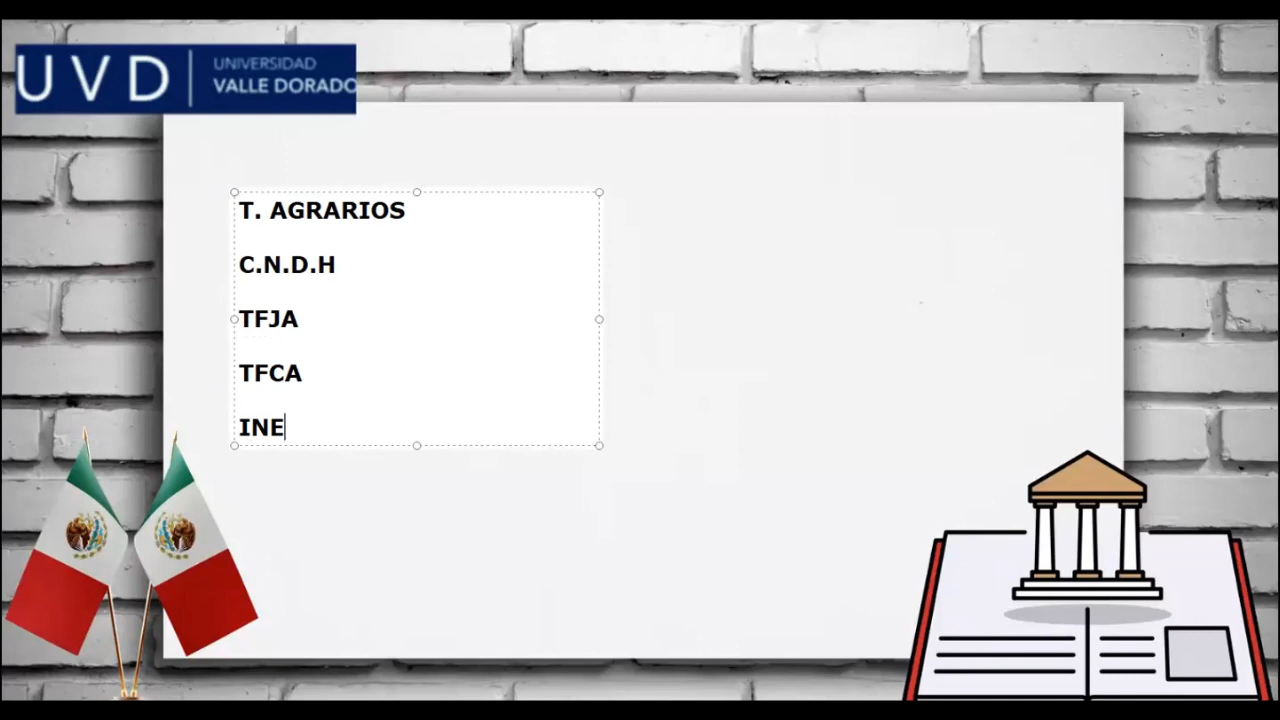 UVD
UNIVERSIDAD
VALLE DORADO
T. AGRARIOS
C.N.D.H
TFJA
TFCA
INE